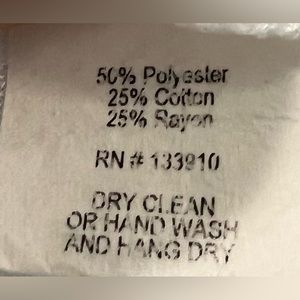 50% Polyester
25% Cotton
25% Rayon
RN # 133910
DRY CLEAN
OR HAND WASH
AND HANG DRY